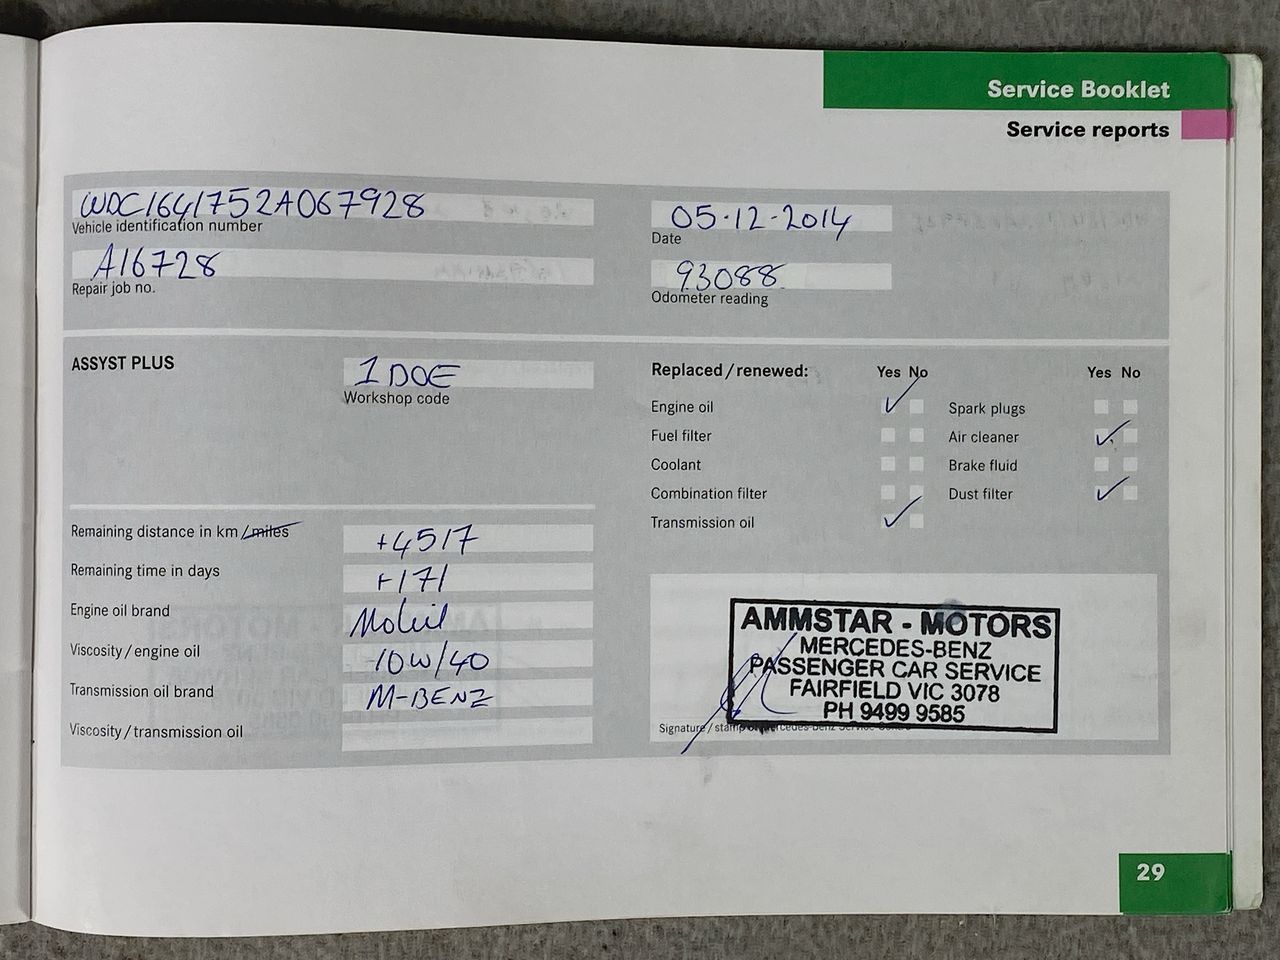 Service Booklet
Service reports
WDC1641752A067928
Vehicle identification number
05-12-2014
Date
A16728
Repair job no.
93088
Odometer reading
ASSYST PLUS
1 DOE
Workshop code
Replaced/renewed: Yes No Yes No
Engine oil ✓ Spark plugs
Fuel filter Air cleaner ✓
Coolant Brake fluid
Combination filter Dust filter ✓
Transmission oil ✓
Remaining distance in km/miles +4517
Remaining time in days +171
Engine oil brand Mobil
Viscosity/engine oil 10W/40
Transmission oil brand M-BENZ
Viscosity/transmission oil
AMMSTAR - MOTORS
MERCEDES-BENZ
PASSENGER CAR SERVICE
FAIRFIELD VIC 3078
PH 9499 9585
Signature/stamp
29